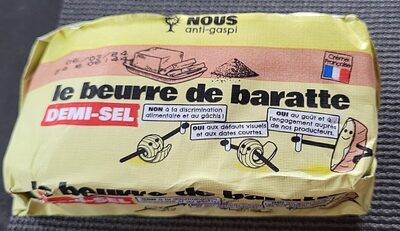 NOUS
anti-gaspi
Crème
française
le beurre de baratte
DEMI-SEL
NON à la discrimination
alimentaire et au gâchis !
OUI aux défauts visuels
et aux dates courtes.
OUI au goût et à
l'engagement auprès
de nos producteurs.
le beurre de baratte